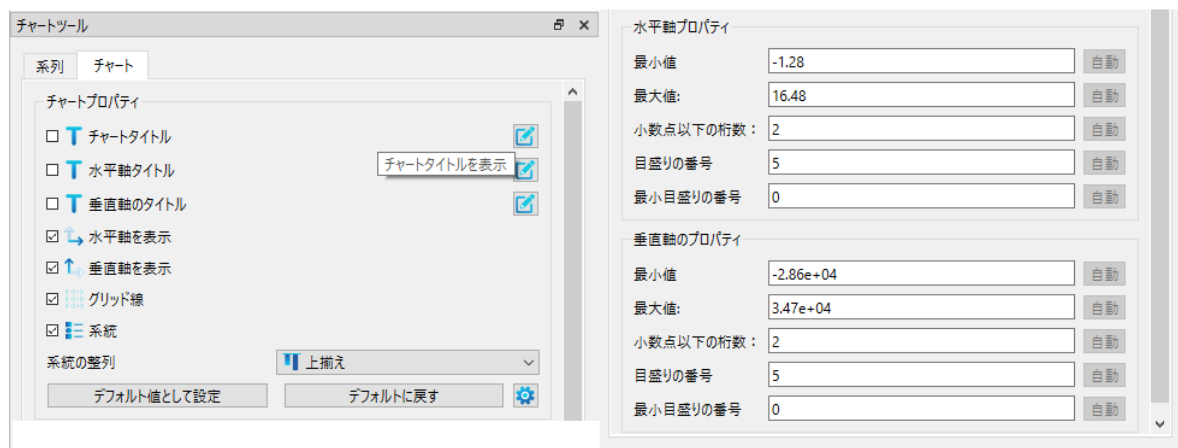 チャートツール
系列 チャート
チャートプロパティ
チャートタイトル
チャートタイトルを表示
水平軸タイトル
垂直軸のタイトル
水平軸を表示
垂直軸を表示
グリッド線
系統
系統の整列 上揃え
デフォルト値として設定 デフォルトに戻す
水平軸プロパティ
最小値 -1.28 自動
最大値: 16.48 自動
小数点以下の桁数： 2 自動
目盛りの番号 5 自動
最小目盛りの番号 0 自動
垂直軸のプロパティ
最小値 -2.86e+04 自動
最大値: 3.47e+04 自動
小数点以下の桁数： 2 自動
目盛りの番号 5 自動
最小目盛りの番号 0 自動